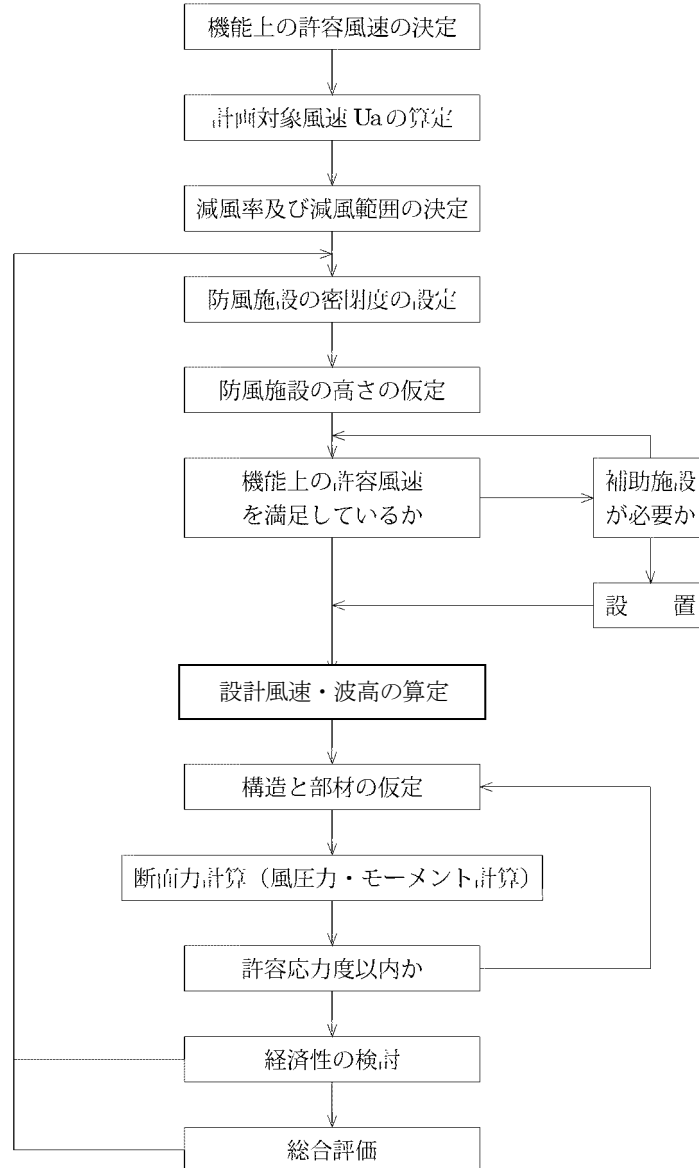 機能上の許容風速の決定
計画対象風速 Uaの算定
減風率及び減風範囲の決定
防風施設の密閉度の設定
防風施設の高さの仮定
機能上の許容風速
を満足しているか
補助施設
が必要か
設　　置
設計風速・波高の算定
構造と部材の仮定
断面力計算（風圧力・モーメント計算）
許容応力度以内か
経済性の検討
総合評価